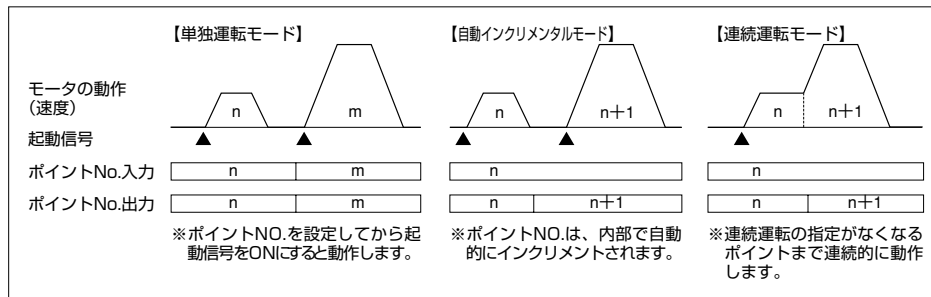 【単独運転モード】
【自動インクリメンタルモード】
【連続運転モード】
モータの動作
(速度)
n
m
n
n+1
n
n+1
起動信号
ポイントNo.入力
n
m
n
n
ポイントNo.出力
n
m
n
n+1
n
n+1
※ポイントNO.を設定してから起
動信号をONにすると動作します。
※ポイントNO.は、内部で自動
的にインクリメントされます。
※連続運転の指定がなくなる
ポイントまで連続的に動作
します。